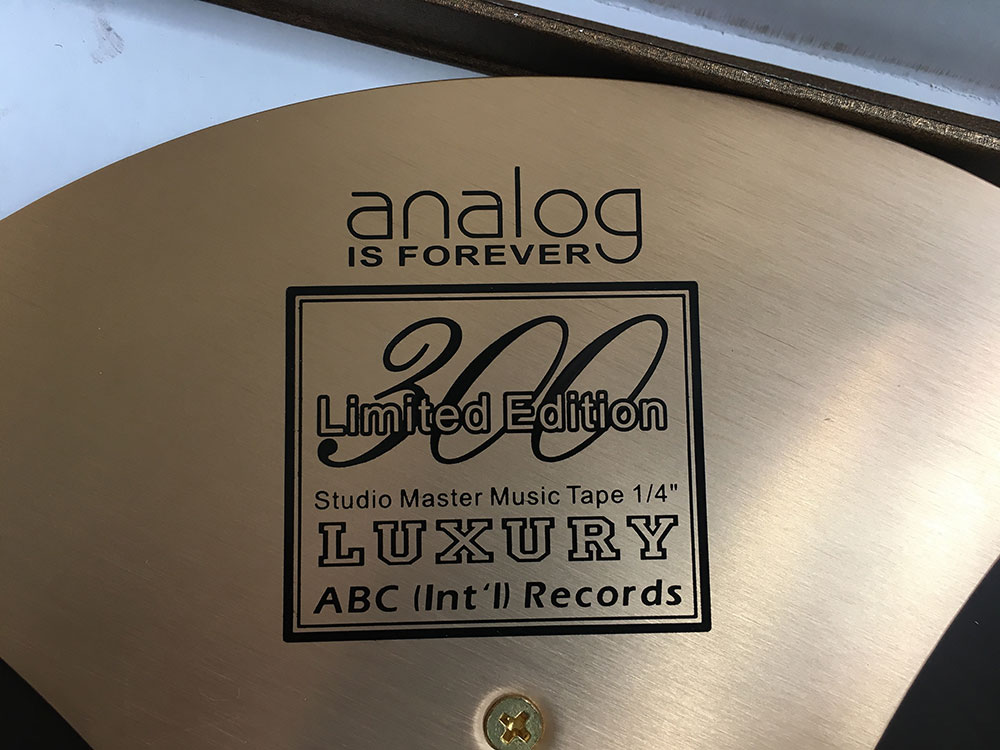 analog
IS FOREVER
300
Limited Edition
Studio Master Music Tape 1/4"
LUXURY
ABC (Int'l) Records